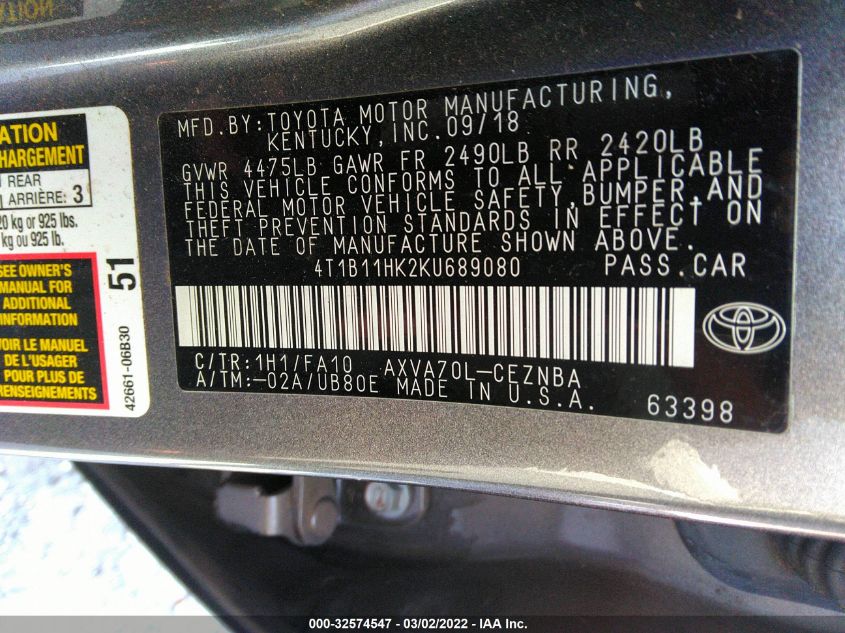 ATION
ATION
CHARGEMENT
REAR
ARRIÈRE: 3
20 kg or 925 lbs.
kg ou 925 lb.
SEE OWNER'S
MANUAL FOR
ADDITIONAL
INFORMATION
VOIR LE MANUEL
DE L'USAGER
POUR PLUS DE
RENSEIGNEMENTS
51
42661-06B30
MFD.BY:TOYOTA MOTOR MANUFACTURING,
KENTUCKY,INC.09/18
GVWR 4475LB GAWR FR 2490LB RR 2420LB
THIS VEHICLE CONFORMS TO ALL APPLICABLE
FEDERAL MOTOR VEHICLE SAFETY,BUMPER,AND
THEFT PREVENTION STANDARDS IN EFFECT ON
THE DATE OF MANUFACTURE SHOWN ABOVE.
4T1B11HK2KU689080 PASS.CAR
C/TR:1H1/FA10 AXVA70L-CEZNBA
A/TM:-02A/UB80E MADE IN U.S.A.
63398
000-32574547 - 03/02/2022 - IAA Inc.